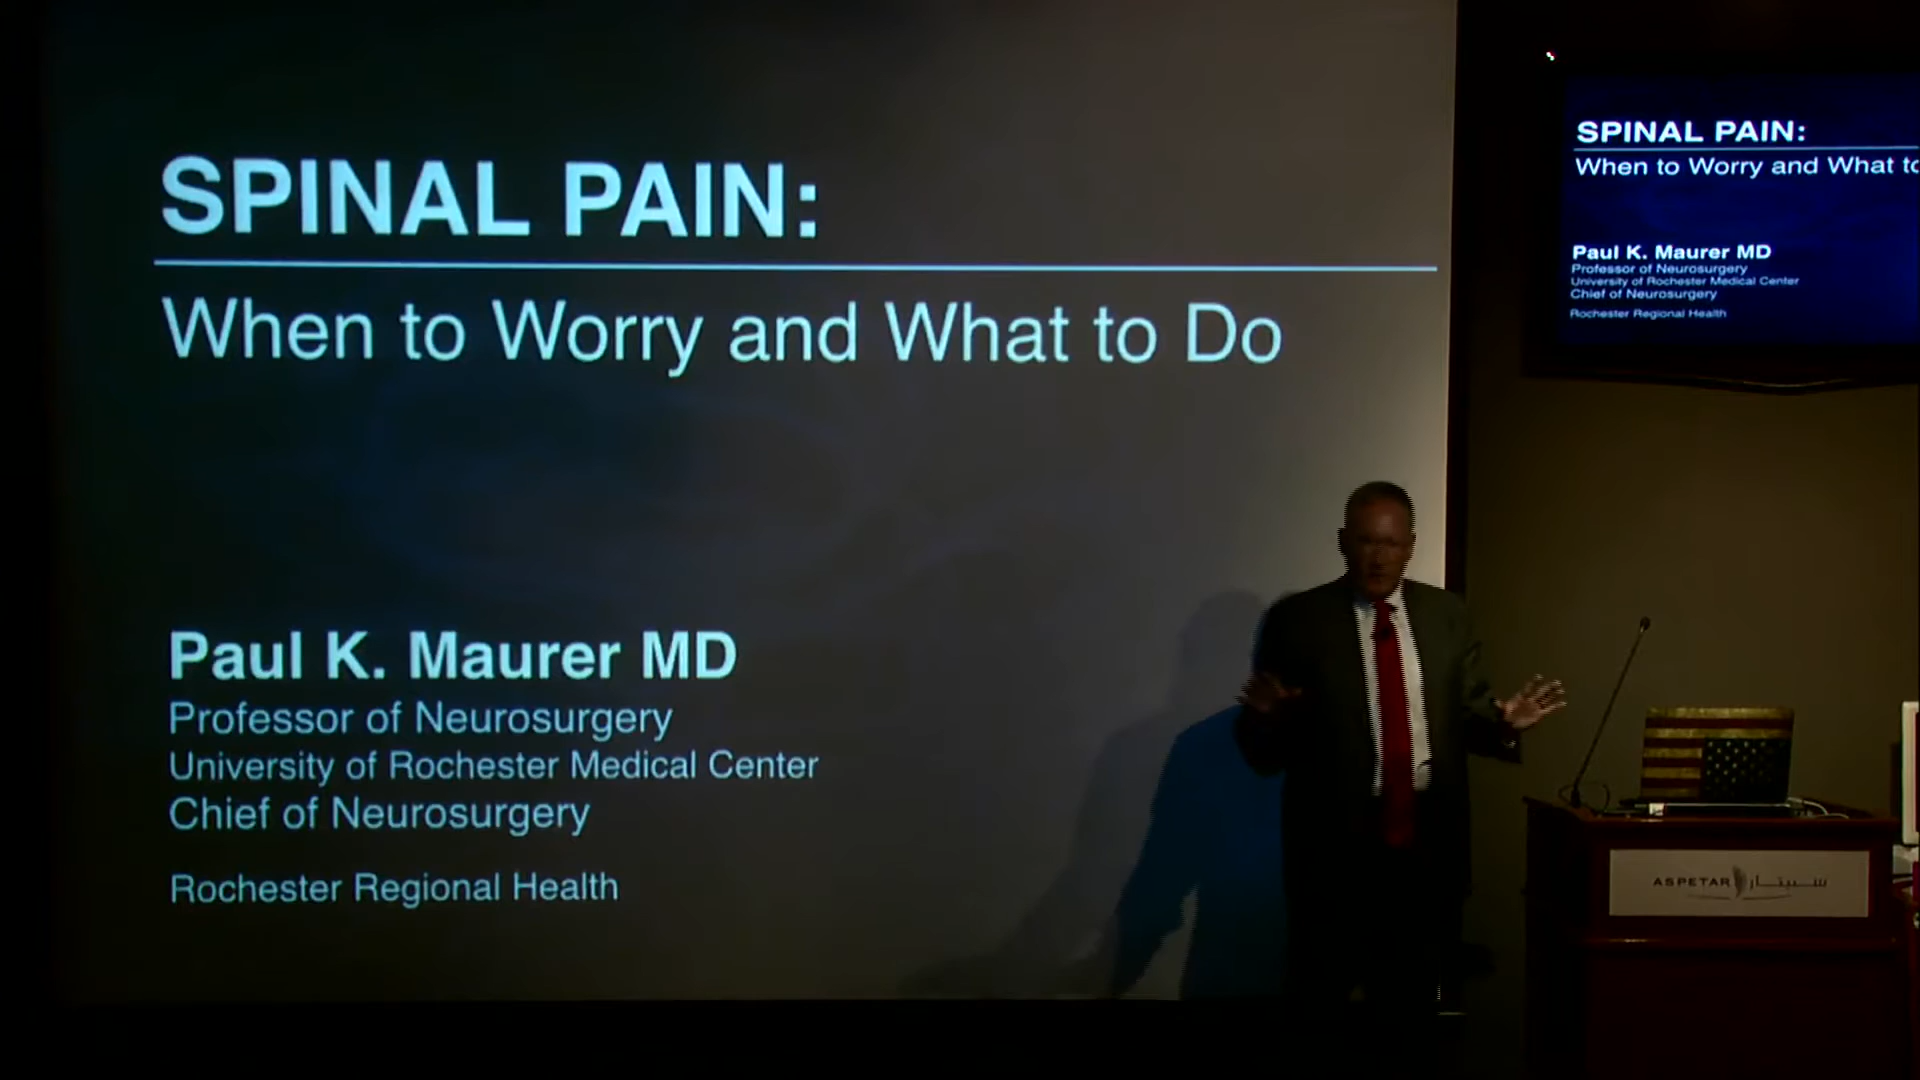 SPINAL PAIN:
When to Worry and What to Do
Paul K. Maurer MD
Professor of Neurosurgery
University of Rochester Medical Center
Chief of Neurosurgery
Rochester Regional Health
SPINAL PAIN:
When to Worry and What to
Paul K. Maurer MD
Professor of Neurosurgery
University of Rochester Medical Center
Chief of Neurosurgery
Rochester Regional Health
ASPETAR سبيتار